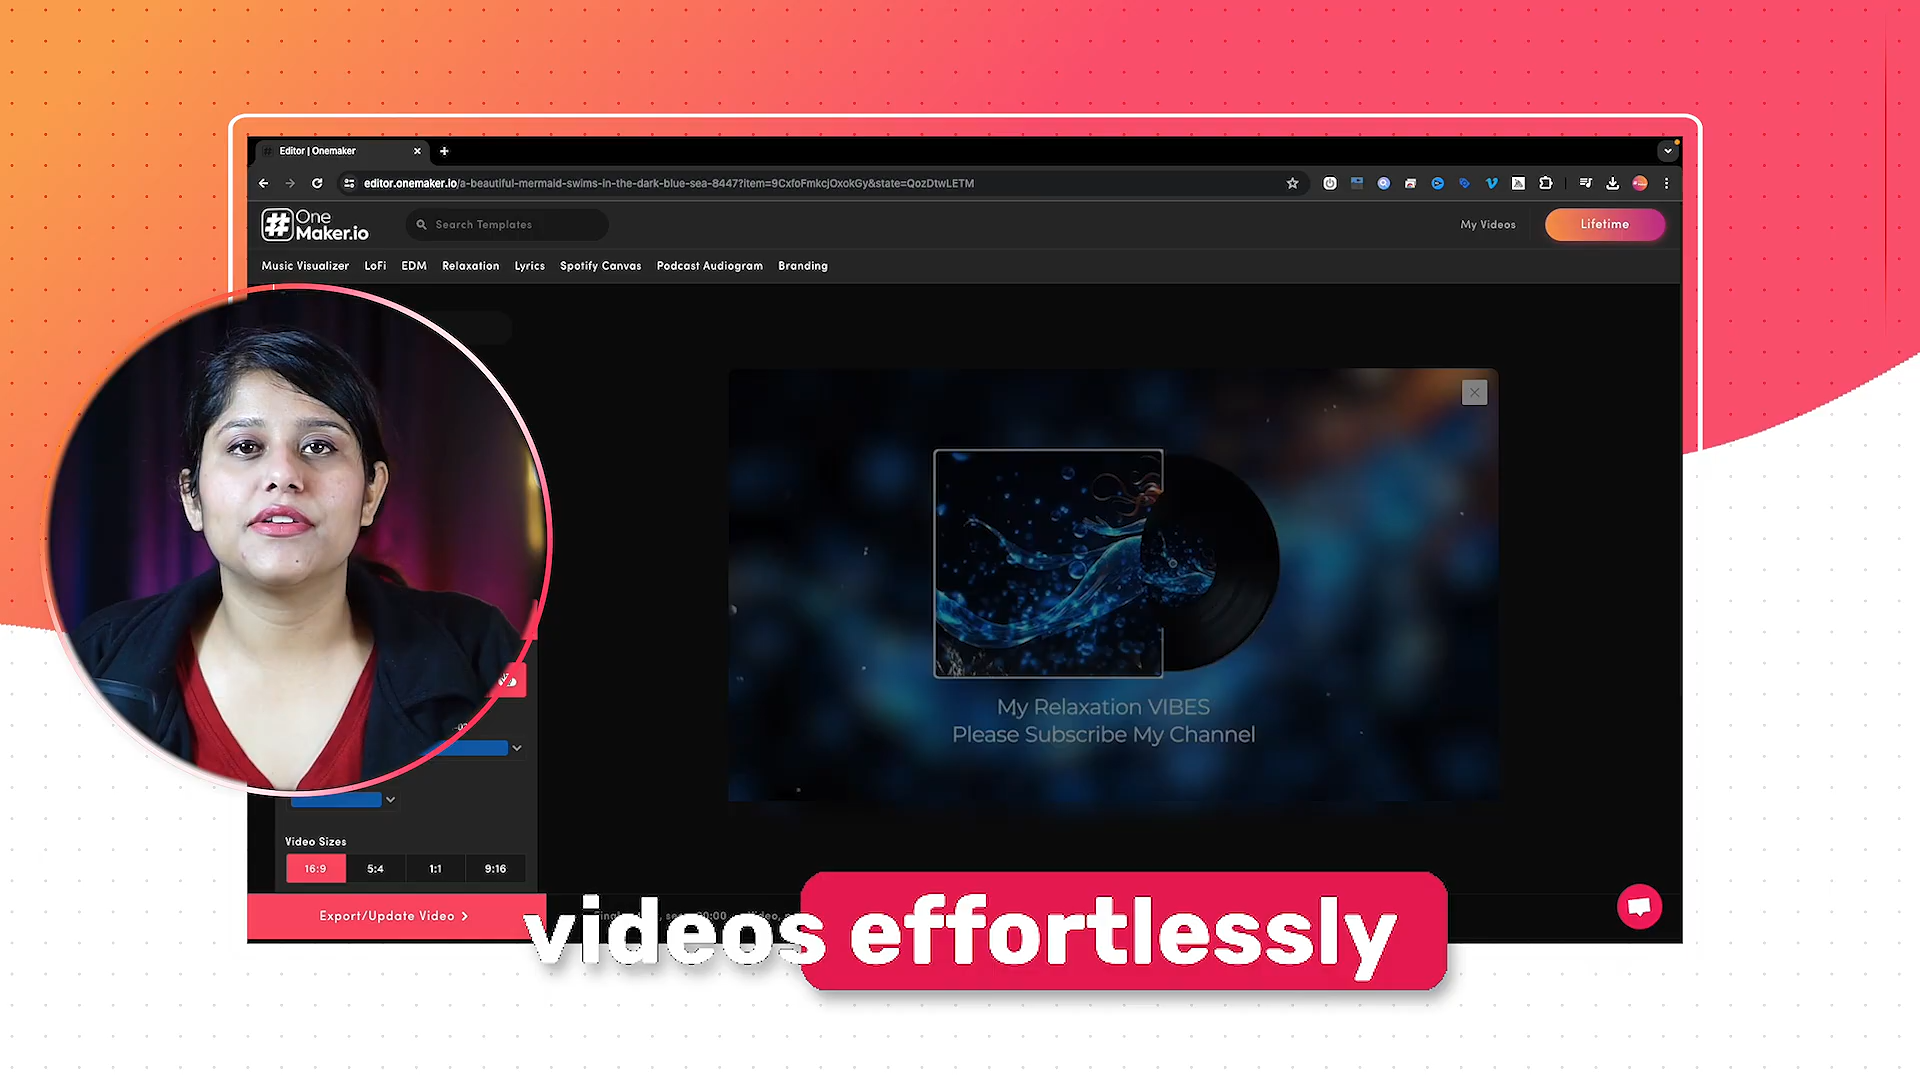 Editor | Onemaker
editor.onemaker.io/a-beautiful-mermaid-swims-in-the-dark-blue-sea-8447?item=9CxfoFmkcjOxokGy&state=QozDtwLETM
One
Maker.io
Search Templates
My Videos
Lifetime
Music Visualizer LoFi EDM Relaxation Lyrics Spotify Canvas Podcast Audiogram Branding
My Relaxation VIBES
Please Subscribe My Channel
Video Sizes
16:9 5:4 1:1 9:16
Export/Update Video
videos effortlessly